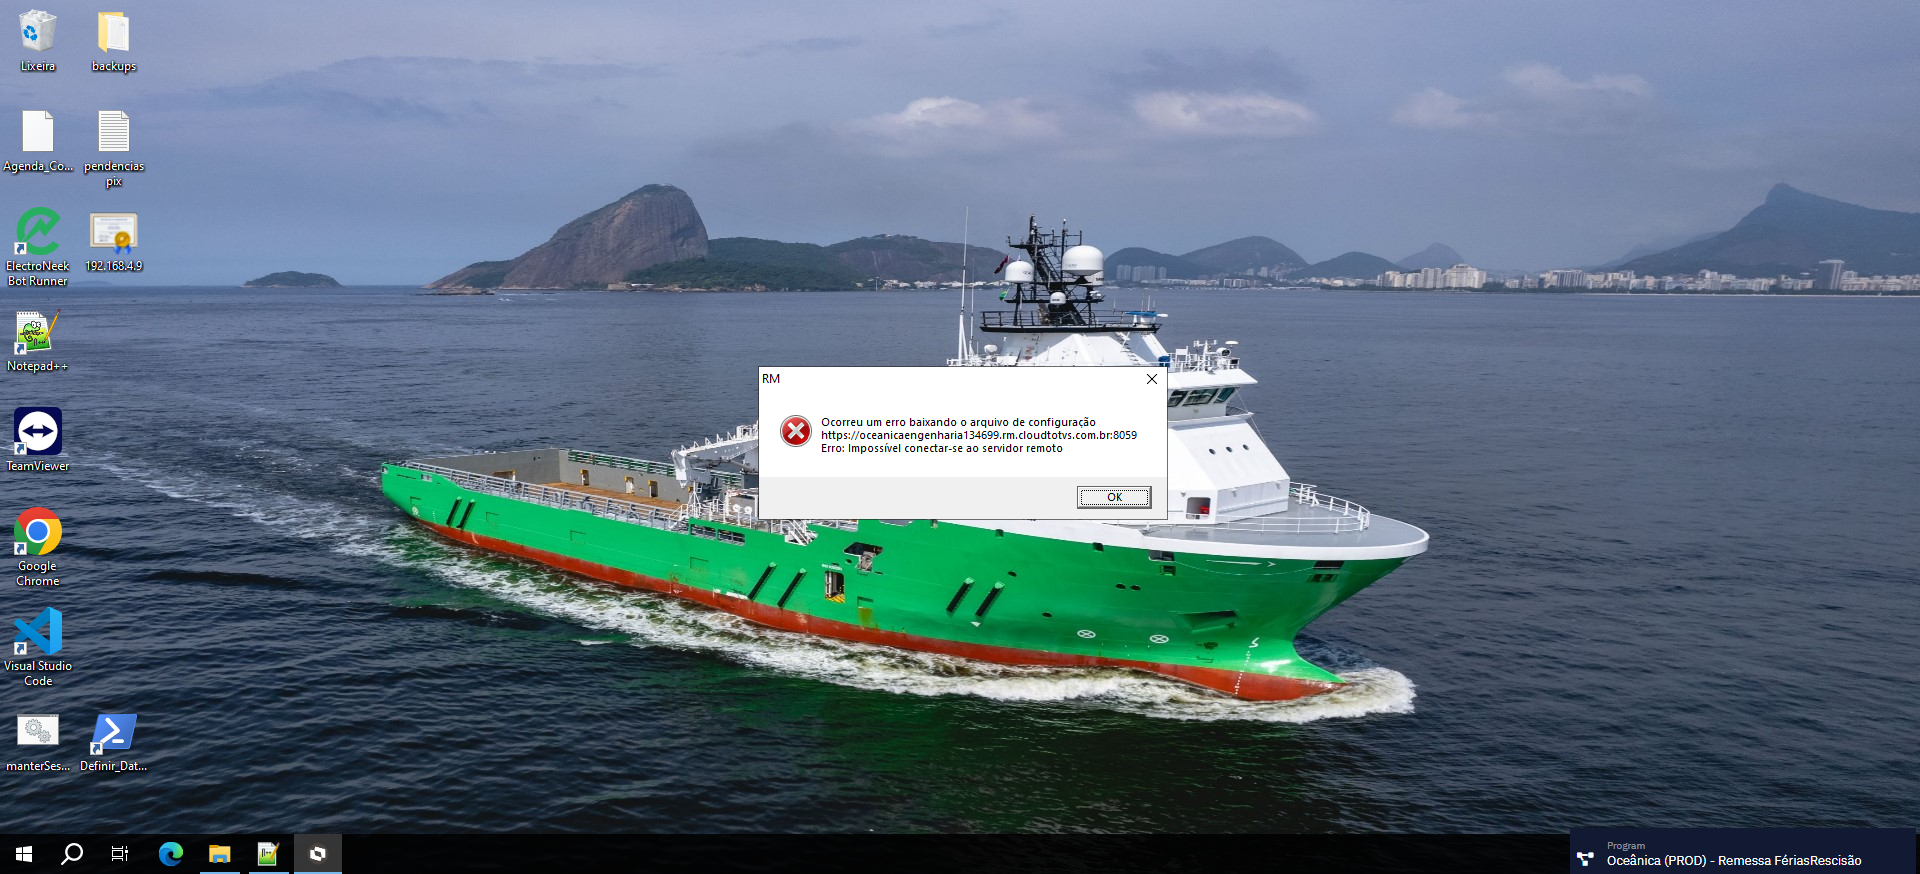 Lixeira
backups
Agenda_Co...
pendencias
pix
ElectroNeek
Bot Runner
192.168.4.9
Notepad++
TeamViewer
Google
Chrome
Visual Studio
Code
manterSes...
Definir_Dat...
RM
Ocorreu um erro baixando o arquivo de configuração
https://oceanicaengenharia134699.rm.cloudtotvs.com.br:8059
Erro: Impossível conectar-se ao servidor remoto
OK
Program
Oceânica (PROD) - Remessa FériasRescisão